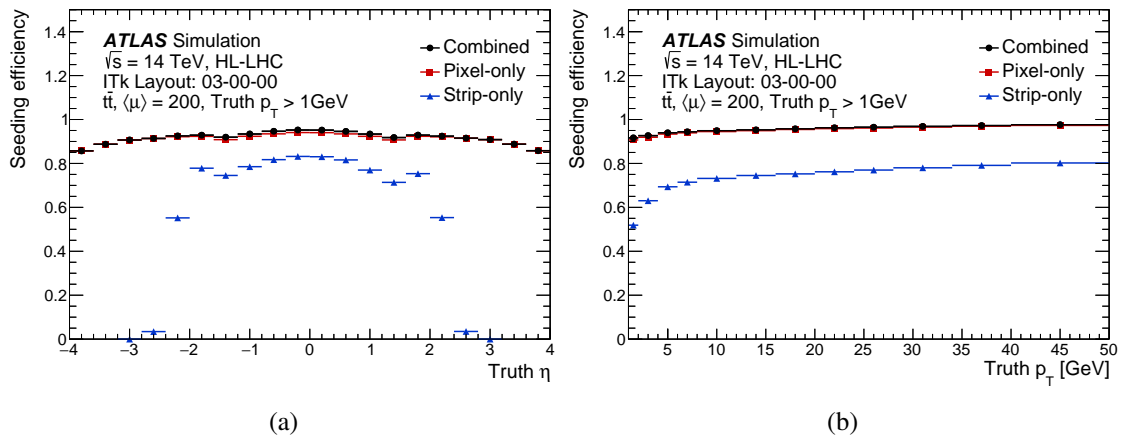 Seeding efficiency
1.4
1.2
1
0.8
0.6
0.4
0.2
0
ATLAS Simulation
√s = 14 TeV, HL-LHC
ITk Layout: 03-00-00
tt̄, ⟨μ⟩ = 200, Truth p_T > 1GeV
Combined
Pixel-only
Strip-only
−4 −3 −2 −1 0 1 2 3 4
Truth η
(a)
Seeding efficiency
1.4
1.2
1
0.8
0.6
0.4
0.2
0
ATLAS Simulation
√s = 14 TeV, HL-LHC
ITk Layout: 03-00-00
tt̄, ⟨μ⟩ = 200, Truth p_T > 1GeV
Combined
Pixel-only
Strip-only
5 10 15 20 25 30 35 40 45 50
Truth p_T [GeV]
(b)